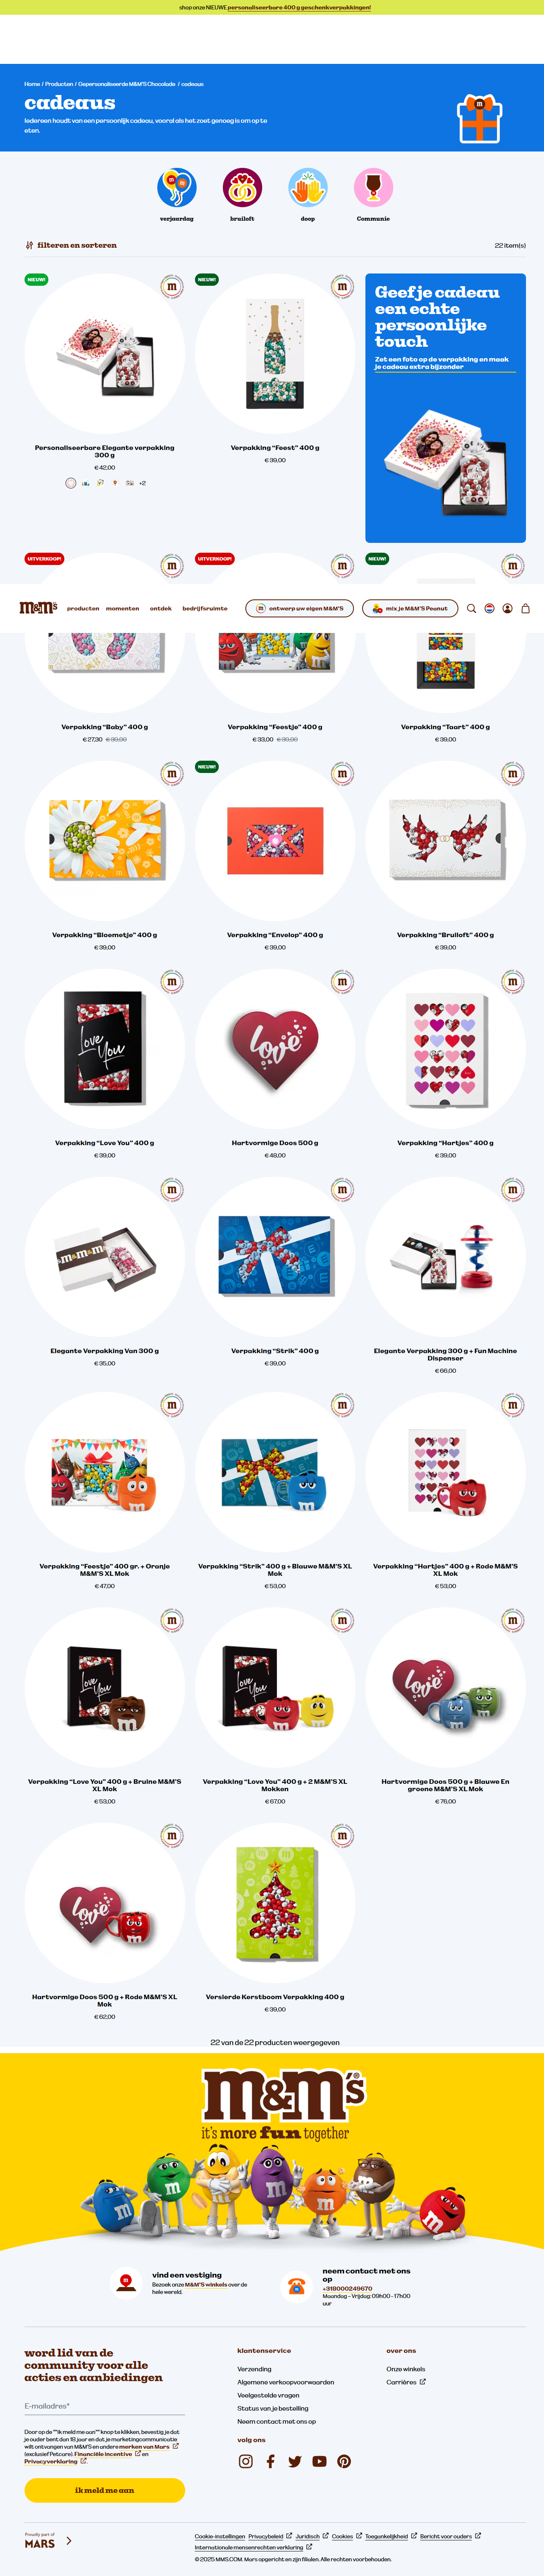 shop onze NIEUWE personaliseerbare 400 g geschenkverpakkingen!
Home / Producten / Gepersonaliseerde M&M'S Chocolade / cadeaus
cadeaus
Iedereen houdt van een persoonlijk cadeau, vooral als het zoet genoeg is om op te
eten.
verjaardag
bruiloft
doop
Communie
filteren en sorteren
22 item(s)
NIEUW!
NIEUW!
Personaliseerbare Elegante verpakking
300 g
€ 42,00
+2
Verpakking “Feest” 400 g
€ 39,00
Geef je cadeau
een echte
persoonlijke
touch
Zet een foto op de verpakking en maak
je cadeau extra bijzonder
UITVERKOOP!
UITVERKOOP!
NIEUW!
m&m's
producten
momenten
ontdek
bedrijfsruimte
ontwerp uw eigen M&M'S
mix je M&M'S Peanut
Verpakking “Baby” 400 g
€ 27,30 € 39,00
Verpakking “Feestje” 400 g
€ 33,00 € 39,00
Verpakking “Taart” 400 g
€ 39,00
NIEUW!
Verpakking “Bloemetje” 400 g
€ 39,00
Verpakking “Envelop” 400 g
€ 39,00
Verpakking “Bruiloft” 400 g
€ 39,00
Love
You
Love
Verpakking “Love You” 400 g
€ 39,00
Hartvormige Doos 500 g
€ 48,00
Verpakking “Hartjes” 400 g
€ 39,00
Elegante Verpakking Van 300 g
€ 35,00
Verpakking “Strik” 400 g
€ 39,00
Elegante Verpakking 300 g + Fun Machine
Dispenser
€ 66,00
Verpakking “Feestje” 400 gr. + Oranje
M&M'S XL Mok
€ 47,00
Verpakking “Strik” 400 g + Blauwe M&M'S XL
Mok
€ 53,00
Verpakking “Hartjes” 400 g + Rode M&M'S
XL Mok
€ 53,00
Love
You
Love
You
Love
Verpakking “Love You” 400 g + Bruine M&M'S
XL Mok
€ 53,00
Verpakking “Love You” 400 g + 2 M&M'S XL
Mokken
€ 67,00
Hartvormige Doos 500 g + Blauwe En
groene M&M'S XL Mok
€ 76,00
Love
Hartvormige Doos 500 g + Rode M&M'S XL
Mok
€ 62,00
Versierde Kerstboom Verpakking 400 g
€ 39,00
22 van de 22 producten weergegeven
m&m's
it's more fun together
vind een vestiging
Bezoek onze M&M'S winkels over de
hele wereld.
neem contact met ons
op
+318000249670
Maandag – Vrijdag: 09h00 - 17h00
uur
word lid van de
community voor alle
acties en aanbiedingen
E-mailadres*
Door op de ""ik meld me aan"" knop te klikken, bevestig je dat
je ouder bent dan 18 jaar en dat je marketingcommunicatie
wilt ontvangen van M&M'S en andere merken van Mars
(exclusief Petcare). Financiële incentive en
Privacyverklaring .
ik meld me aan
klantenservice
Verzending
Algemene verkoopvoorwaarden
Veelgestelde vragen
Status van je bestelling
Neem contact met ons op
volg ons
over ons
Onze winkels
Carrières
Proudly part of
MARS
Cookie-instellingen Privacybeleid Juridisch Cookies Toegankelijkheid Bericht voor ouders
Internationale mensenrechten verklaring
© 2025 MMS.COM. Mars opgericht en zijn filialen. Alle rechten voorbehouden.